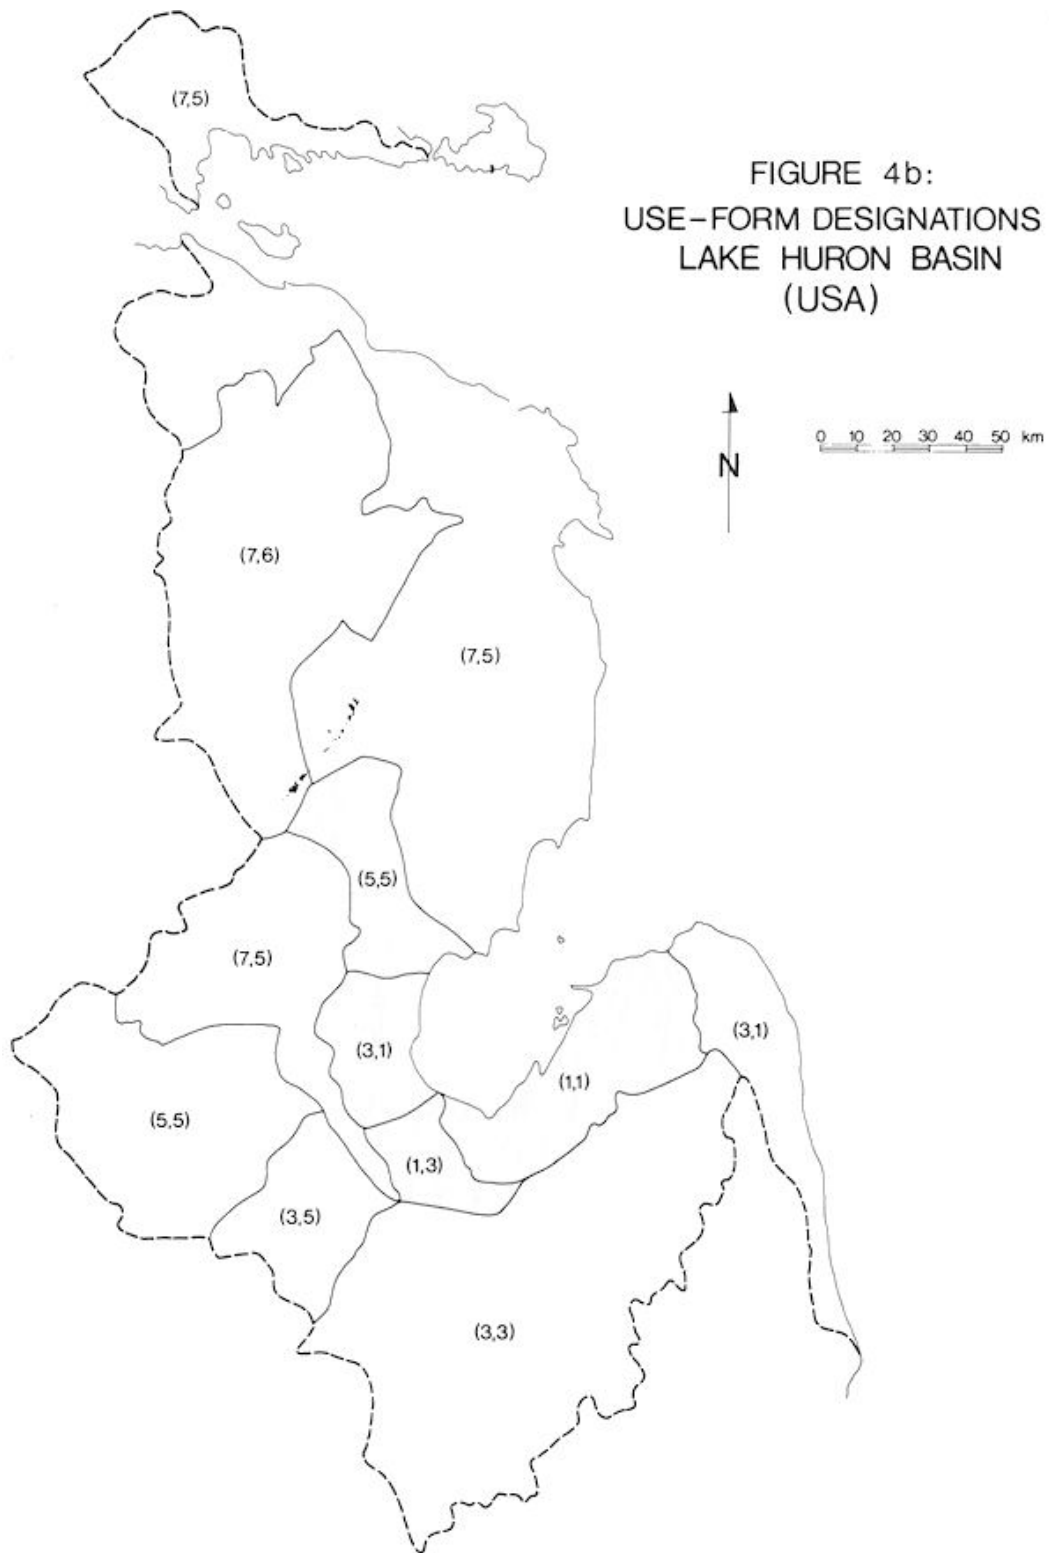 (7,5)
FIGURE 4b:
USE-FORM DESIGNATIONS
LAKE HURON BASIN
(USA)
N
0 10 20 30 40 50 km
(7,6)
(7,5)
(5,5)
(7,5)
(3,1)
(3,1)
(1,1)
(5,5)
(1,3)
(3,5)
(3,3)